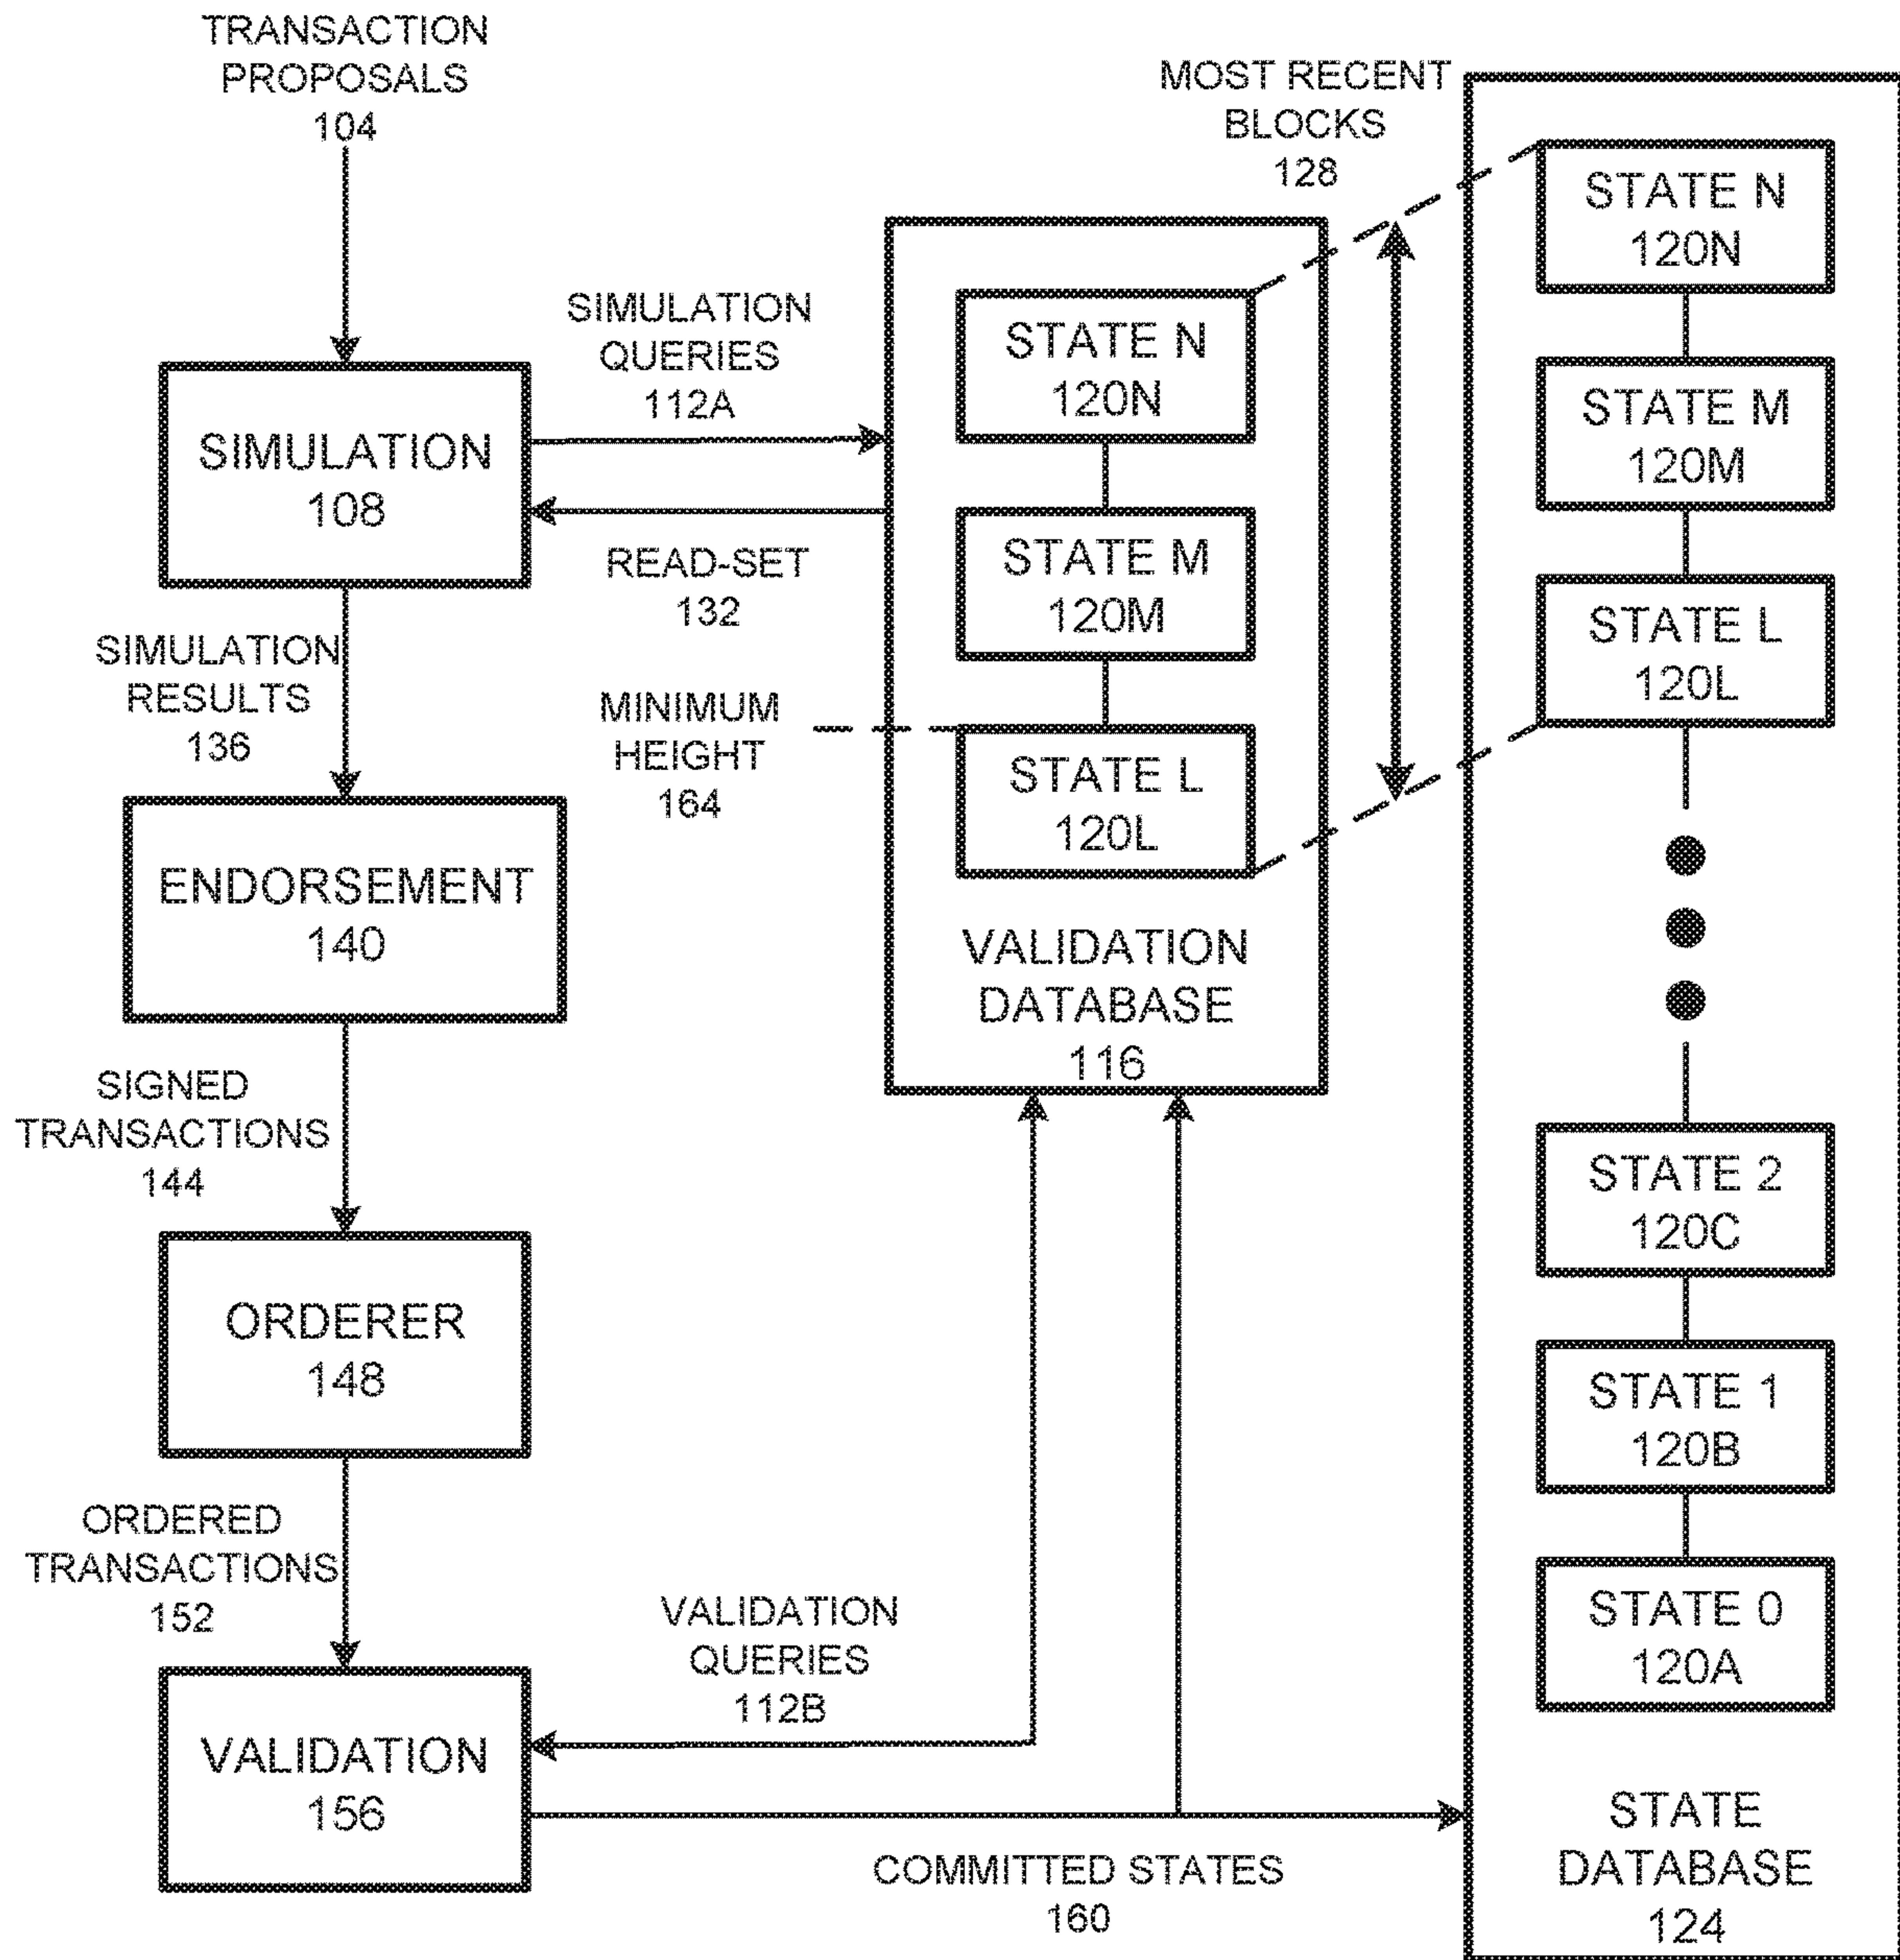 TRANSACTION
PROPOSALS
104
SIMULATION
108
SIMULATION
QUERIES
112A
READ-SET
132
SIMULATION
RESULTS
136
MINIMUM
HEIGHT
164
ENDORSEMENT
140
SIGNED
TRANSACTIONS
144
ORDERER
148
ORDERED
TRANSACTIONS
152
VALIDATION
156
VALIDATION
QUERIES
112B
COMMITTED STATES
160
STATE N
120N
STATE M
120M
STATE L
120L
VALIDATION
DATABASE
116
MOST RECENT
BLOCKS
128
STATE N
120N
STATE M
120M
STATE L
120L
STATE 2
120C
STATE 1
120B
STATE 0
120A
STATE
DATABASE
124